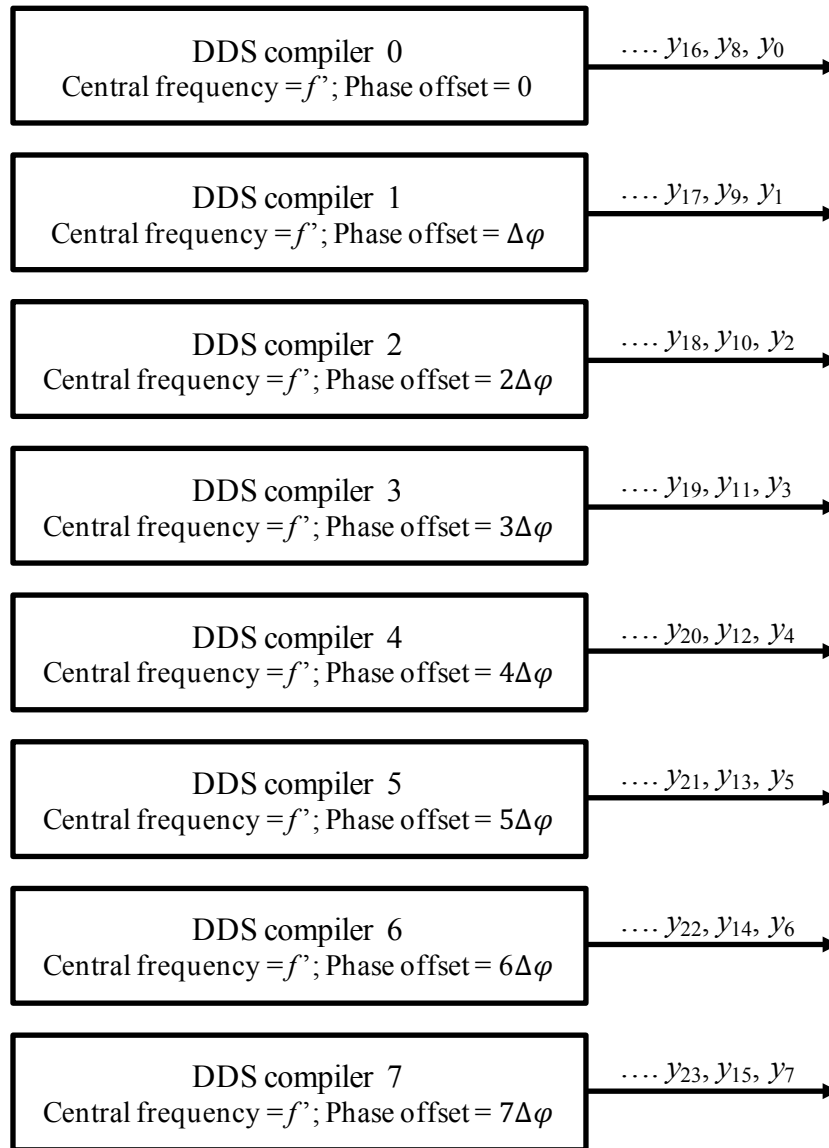 DDS compiler 0
Central frequency =f’; Phase offset = 0
…. y16, y8, y0
DDS compiler 1
Central frequency =f’; Phase offset = Δφ
…. y17, y9, y1
DDS compiler 2
Central frequency =f’; Phase offset = 2Δφ
…. y18, y10, y2
DDS compiler 3
Central frequency =f’; Phase offset = 3Δφ
…. y19, y11, y3
DDS compiler 4
Central frequency =f’; Phase offset = 4Δφ
…. y20, y12, y4
DDS compiler 5
Central frequency =f’; Phase offset = 5Δφ
…. y21, y13, y5
DDS compiler 6
Central frequency =f’; Phase offset = 6Δφ
…. y22, y14, y6
DDS compiler 7
Central frequency =f’; Phase offset = 7Δφ
…. y23, y15, y7